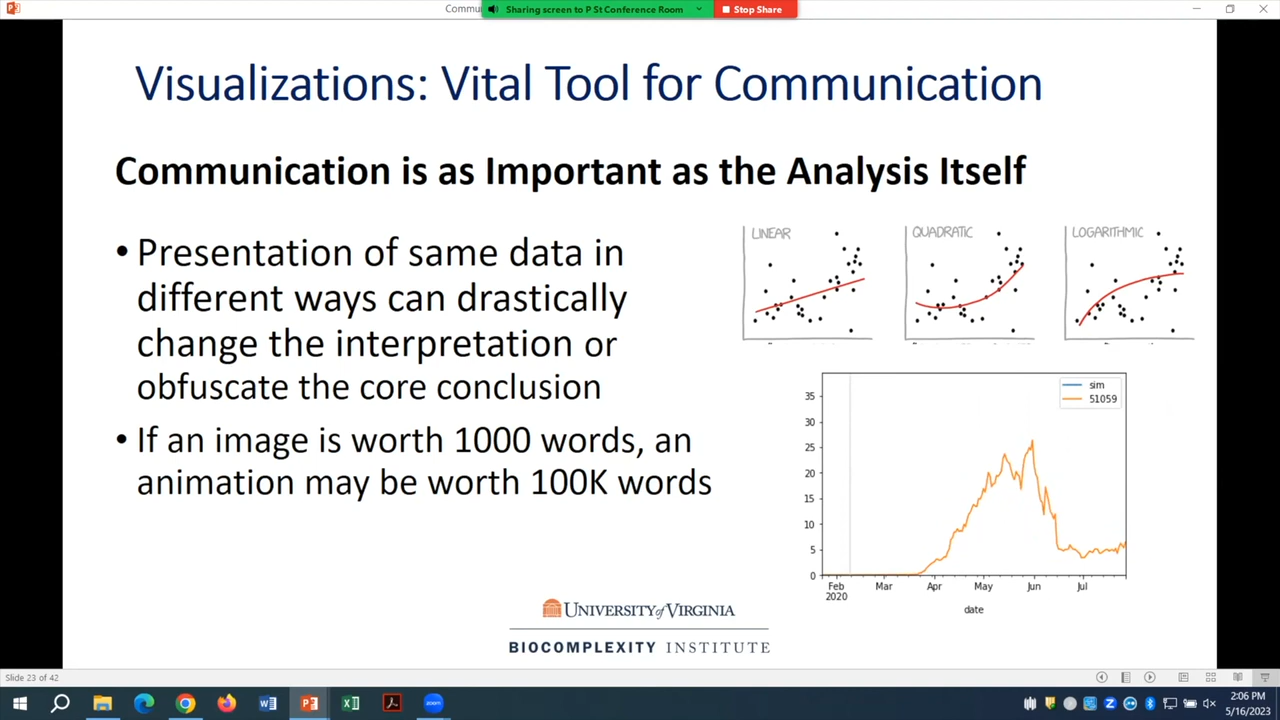 Commu
Sharing screen to P St Conference Room
Stop Share
Visualizations: Vital Tool for Communication
Communication is as Important as the Analysis Itself
• Presentation of same data in
different ways can drastically
change the interpretation or
obfuscate the core conclusion
• If an image is worth 1000 words, an
animation may be worth 100K words
LINEAR
QUADRATIC
LOGARITHMIC
sim
51059
35
30
25
20
15
10
5
0
Feb Mar Apr May Jun Jul
2020
date
UNIVERSITY of VIRGINIA
BIOCOMPLEXITY INSTITUTE
Slide 23 of 42
zoom
2:06 PM
5/16/2023